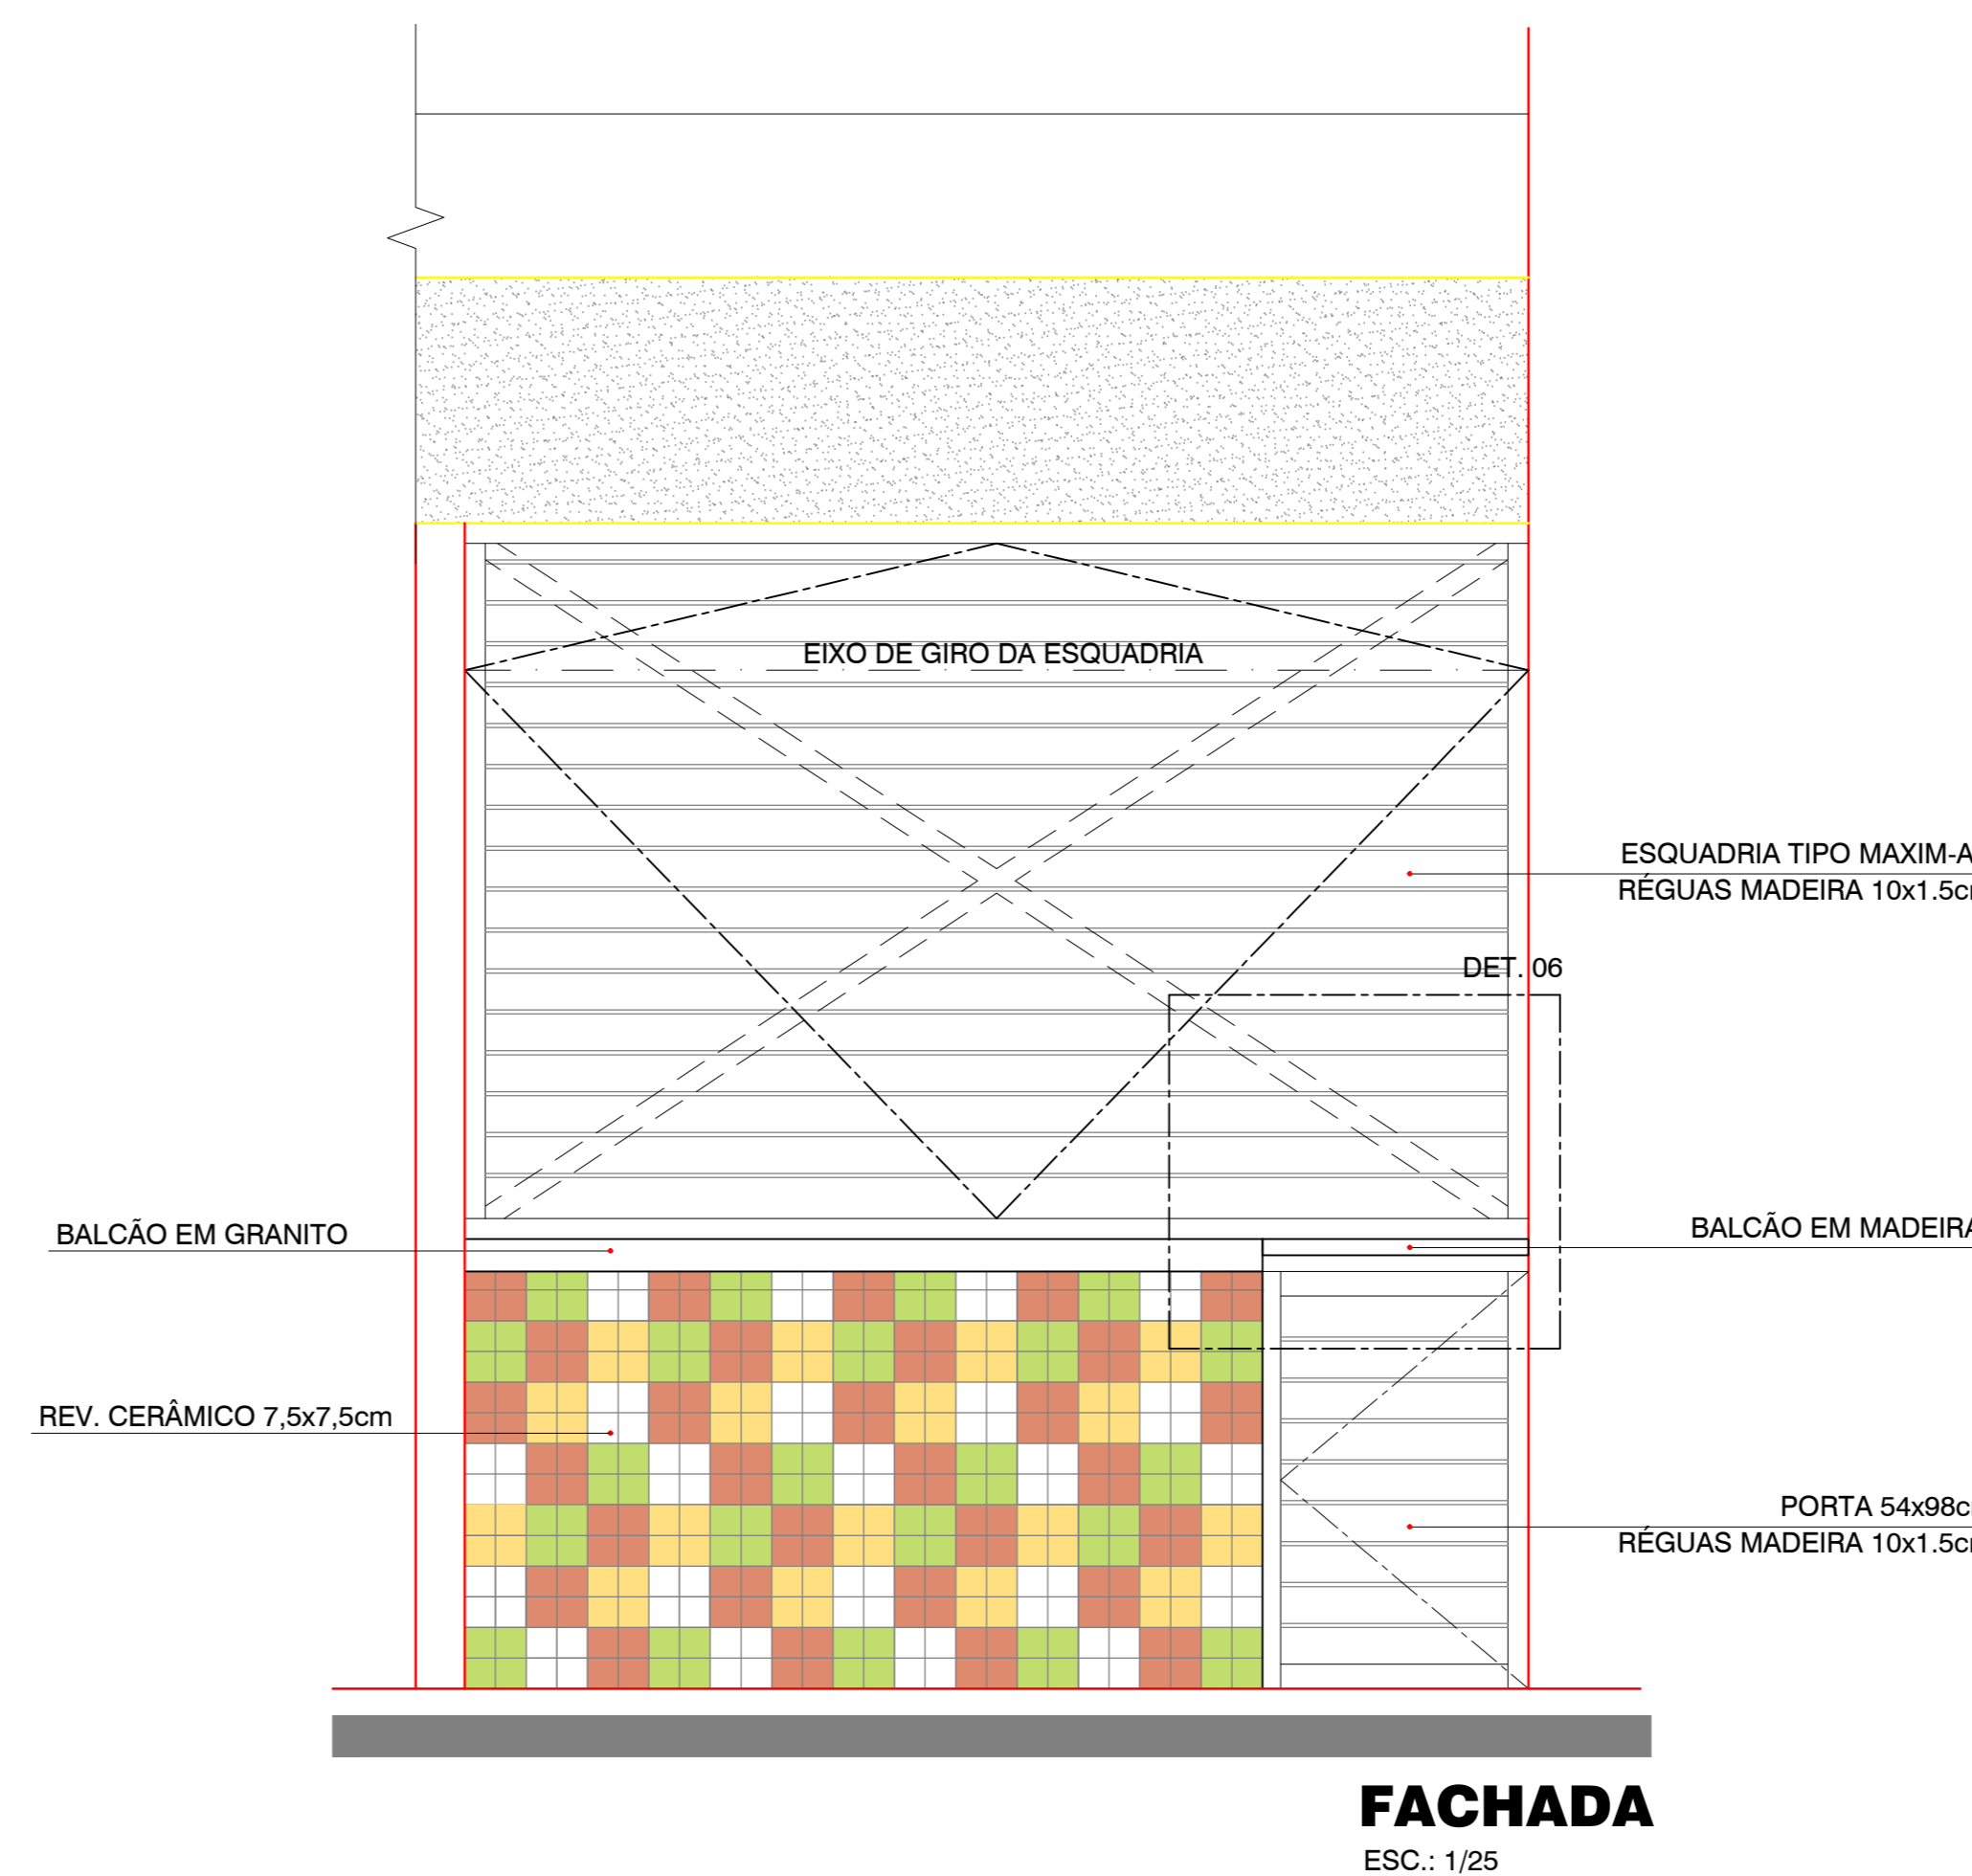 EIXO DE GIRO DA ESQUADRIA
ESQUADRIA TIPO MAXIM-A
RÉGUAS MADEIRA 10x1.5c
DET. 06
BALCÃO EM GRANITO
BALCÃO EM MADEIRA
REV. CERÂMICO 7,5x7,5cm
PORTA 54x98c
RÉGUAS MADEIRA 10x1.5c
FACHADA
ESC.: 1/25